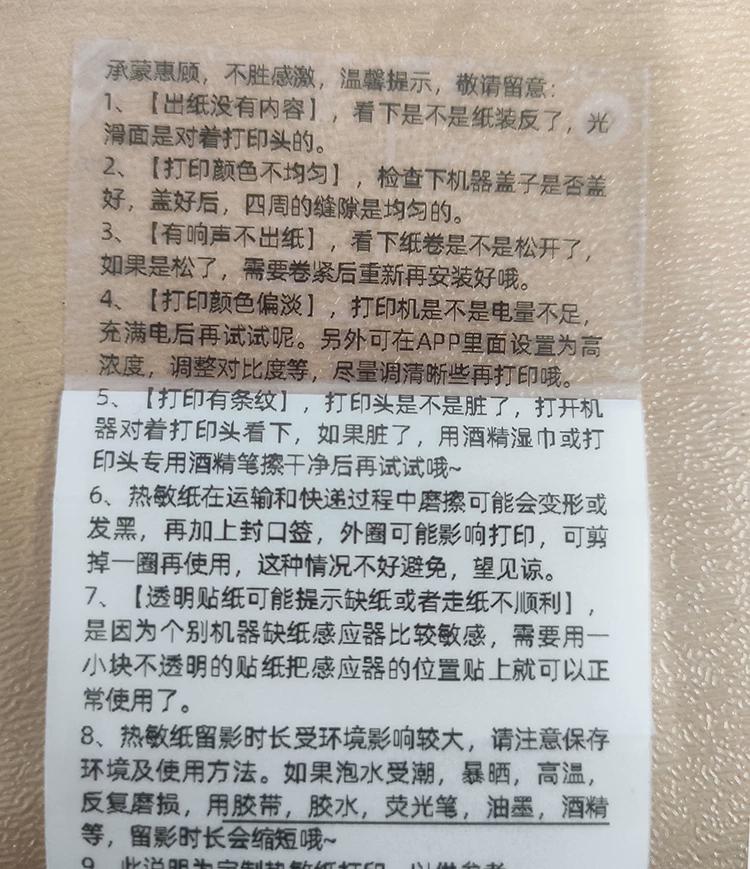 承蒙惠顾，不胜感激，温馨提示，敬请留意：
1、【出纸没有内容】，看下是不是纸装反了，光
滑面是对着打印头的。
2、【打印颜色不均匀】，检查下机器盖子是否盖
好，盖好后，四周的缝隙是均匀的。
3、【有响声不出纸】，看下纸卷是不是松开了，
如果是松了，需要卷紧后重新再安装好哦。
4、【打印颜色偏淡】，打印机是不是电量不足，
充满电后再试试呢。另外可在APP里面设置为高
浓度，调整对比度等，尽量调清晰些再打印哦。
5、【打印有条纹】，打印头是不是脏了，打开机
器对着打印头看下，如果脏了，用酒精湿巾或打
印头专用酒精笔擦干净后再试试哦~
6、热敏纸在运输和快递过程中磨擦可能会变形或
发黑，再加上封口签，外圈可能影响打印，可剪
掉一圈再使用，这种情况不好避免，望见谅。
7、【透明贴纸可能提示缺纸或者走纸不顺利】，
是因为个别机器缺纸感应器比较敏感，需要用一
小块不透明的贴纸把感应器的位置贴上就可以正
常使用了。
8、热敏纸留影时长受环境影响较大，请注意保存
环境及使用方法。如果泡水受潮，暴晒，高温，
反复磨损，用胶带，胶水，荧光笔，油墨，酒精
等，留影时长会缩短哦~
9、此说明为定制热敏纸打印，以供参考